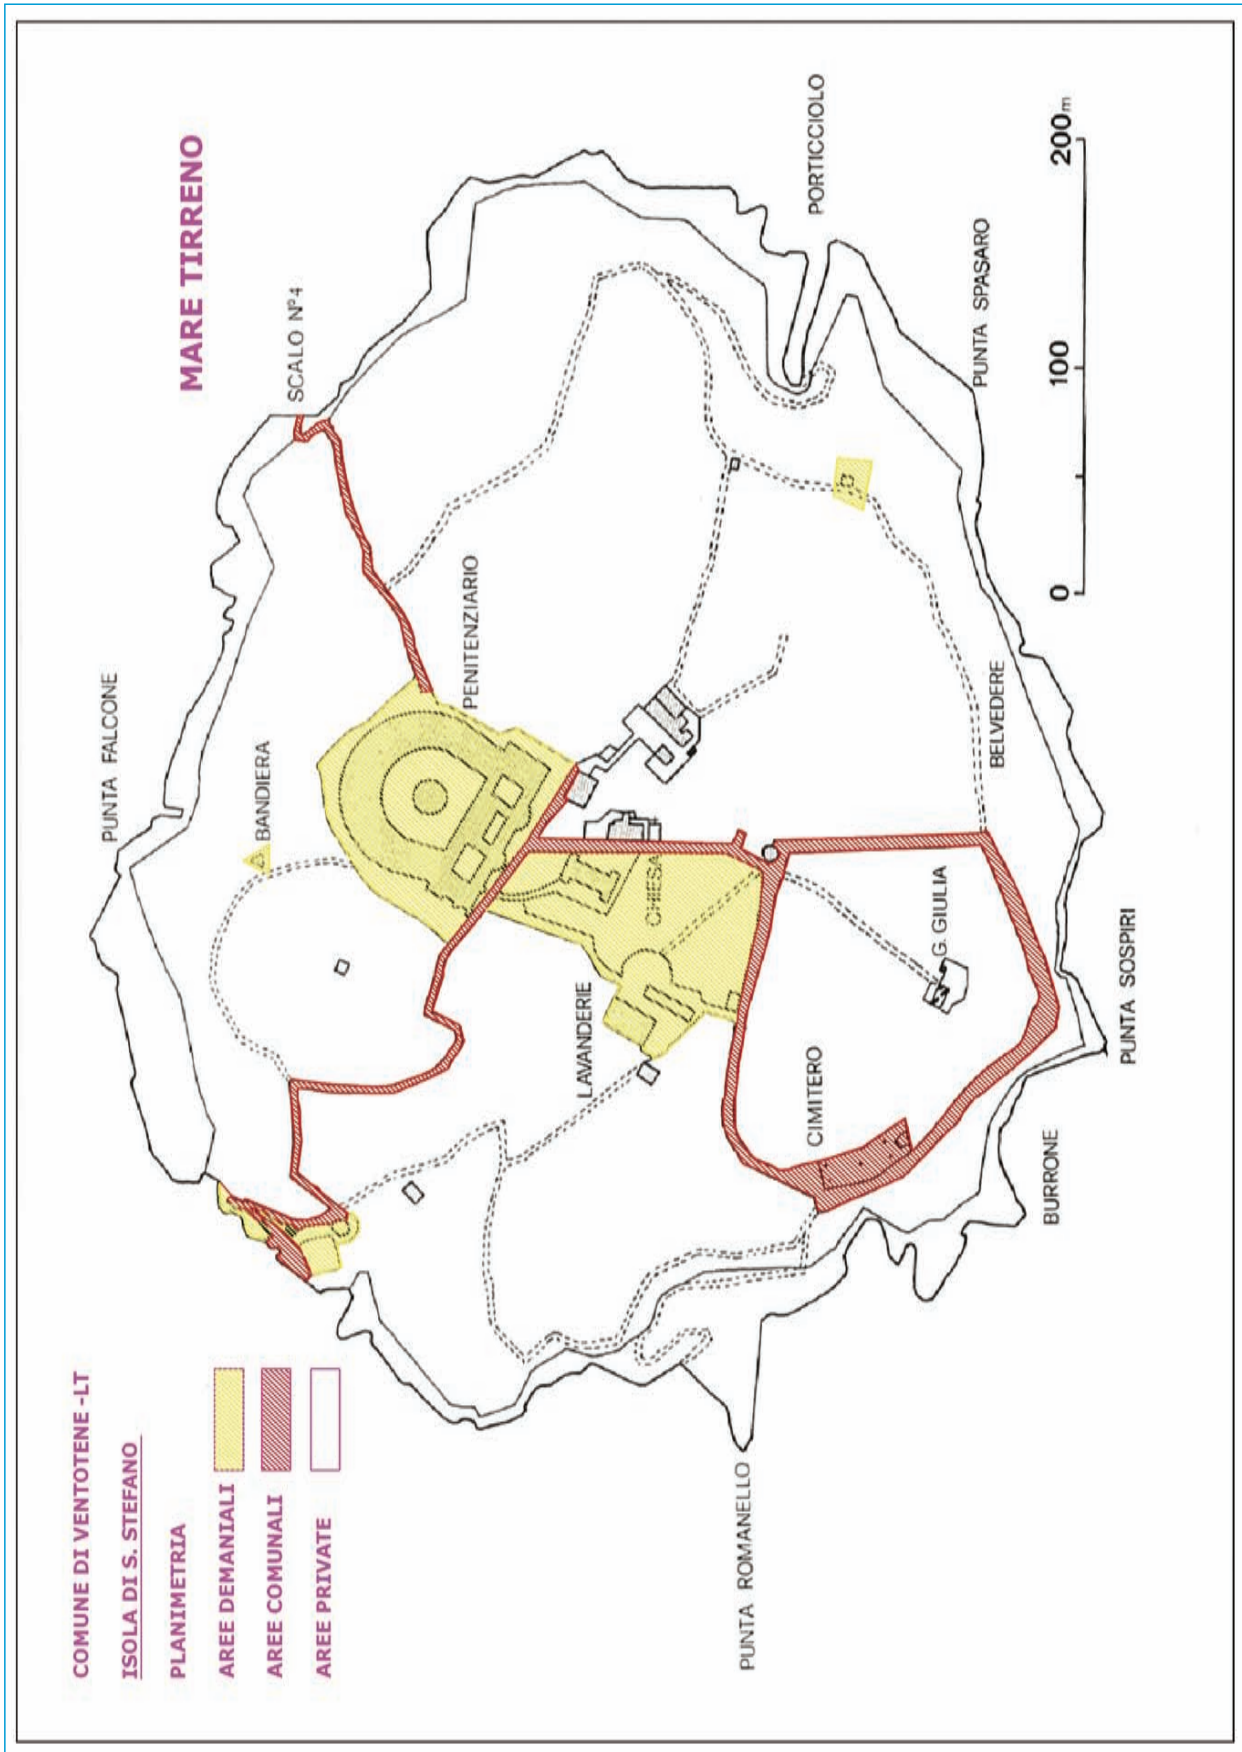 COMUNE DI VENTOTENE -LT
ISOLA DI S. STEFANO
PLANIMETRIA
AREE DEMANIALI
AREE COMUNALI
AREE PRIVATE
MARE TIRRENO
PUNTA FALCONE
SCALO N° 4
BANDIERA
PENITENZIARIO
LAVANDERIE
CHIESA
PORTICCIOLO
CIMITERO
G. GIULIA
BELVEDERE
PUNTA SPASARO
PUNTA ROMANELLO
BURRONE
PUNTA SOSPIRI
0 100 200m